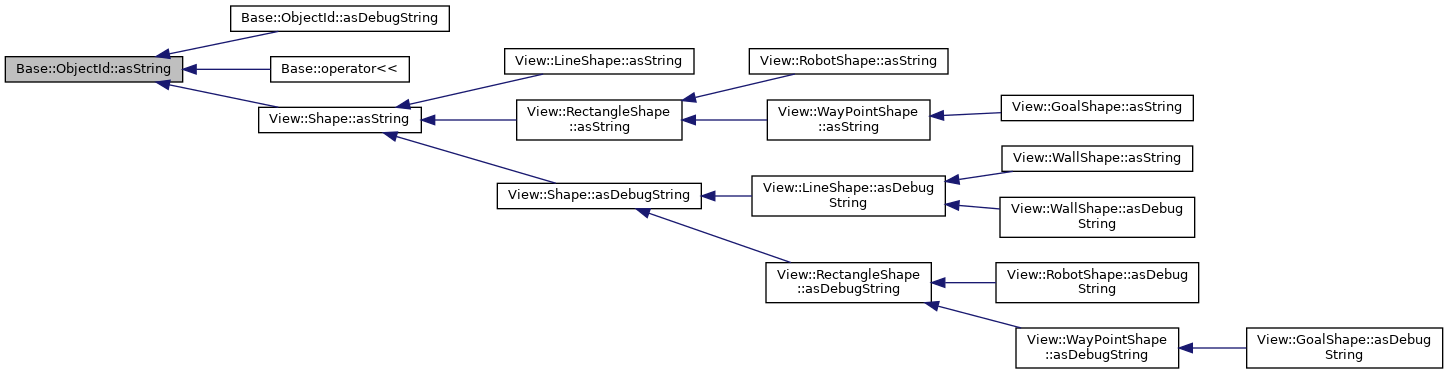 Base::ObjectId::asDebugString
Base::ObjectId::asString
Base::operator<<
View::Shape::asString
View::LineShape::asString
View::RectangleShape
::asString
View::RobotShape::asString
View::WayPointShape
::asString
View::GoalShape::asString
View::Shape::asDebugString
View::LineShape::asDebug
String
View::WallShape::asString
View::WallShape::asDebug
String
View::RectangleShape
::asDebugString
View::RobotShape::asDebug
String
View::WayPointShape
::asDebugString
View::GoalShape::asDebug
String